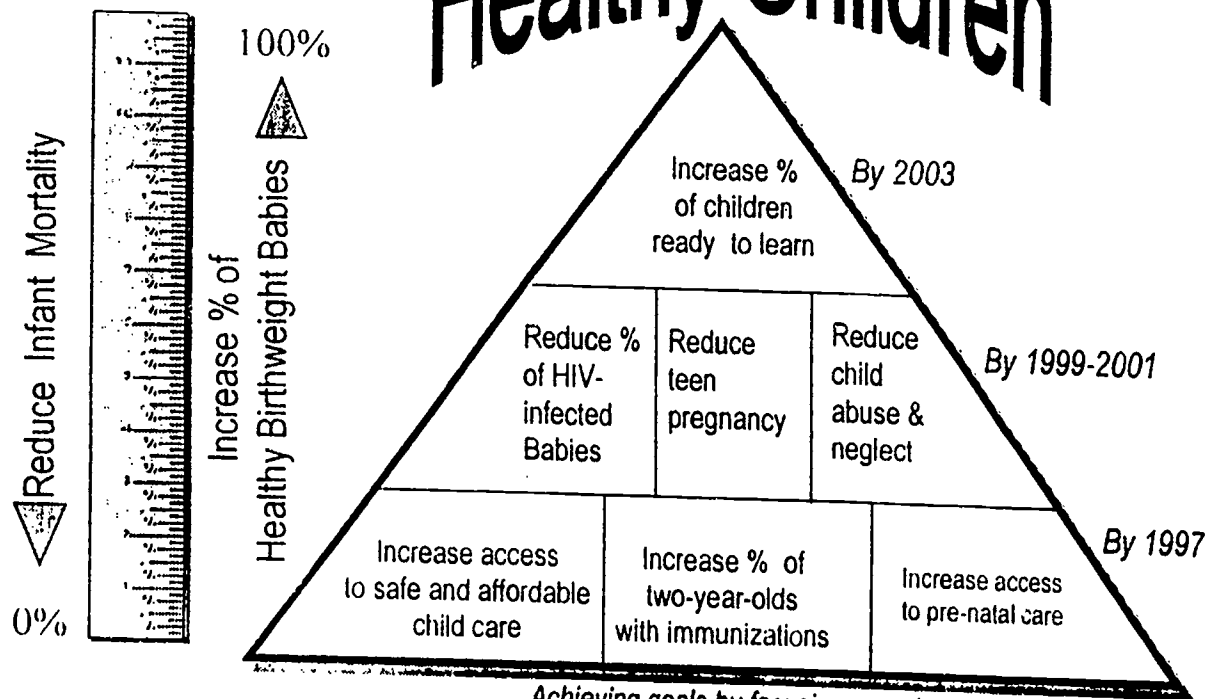 Healthy Children
100%
Reduce Infant Mortality
Increase % of
Healthy Birthweight Babies
0%
Increase %
of children
ready to learn
By 2003
Reduce %
of HIV-
infected
Babies
Reduce
teen
pregnancy
Reduce
child
abuse &
neglect
By 1999-2001
Increase access
to safe and affordable
child care
Increase % of
two-year-olds
with immunizations
Increase access
to pre-natal care
By 1997
Achieving goals by